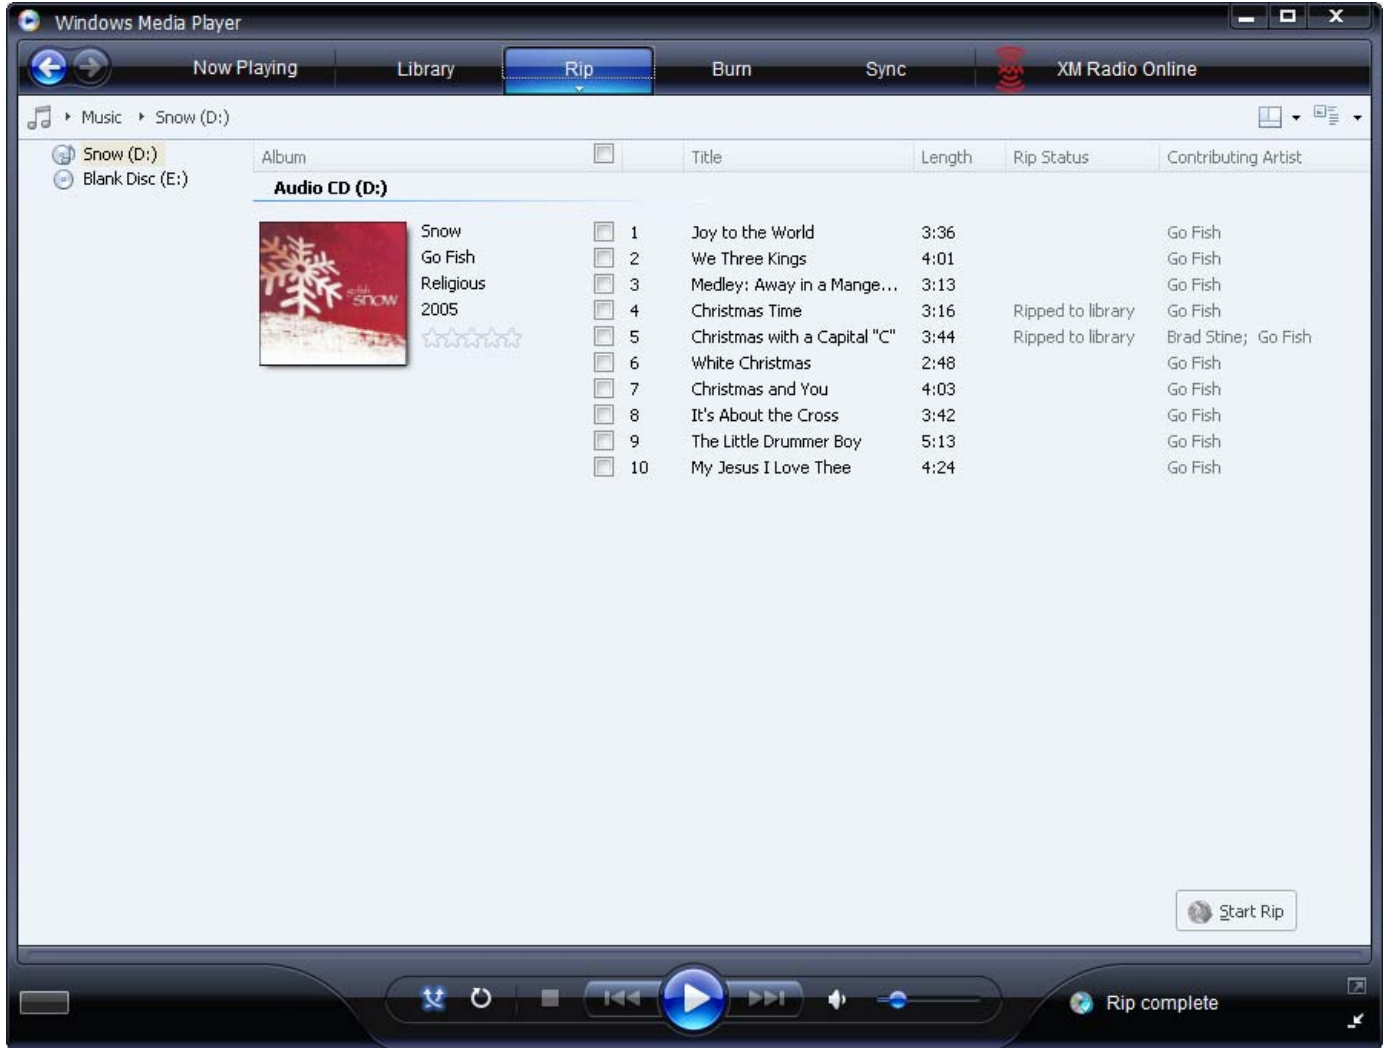 Windows Media Player
Now Playing Library Rip Burn Sync XM XM Radio Online
Music Snow (D:)
Snow (D:)
Blank Disc (E:)
Album Title Length Rip Status Contributing Artist
Audio CD (D:)
go fish
snow
Snow
Go Fish
Religious
2005
1 Joy to the World 3:36 Go Fish
2 We Three Kings 4:01 Go Fish
3 Medley: Away in a Mange... 3:13 Go Fish
4 Christmas Time 3:16 Ripped to library Go Fish
5 Christmas with a Capital "C" 3:44 Ripped to library Brad Stine; Go Fish
6 White Christmas 2:48 Go Fish
7 Christmas and You 4:03 Go Fish
8 It's About the Cross 3:42 Go Fish
9 The Little Drummer Boy 5:13 Go Fish
10 My Jesus I Love Thee 4:24 Go Fish
Start Rip
Rip complete